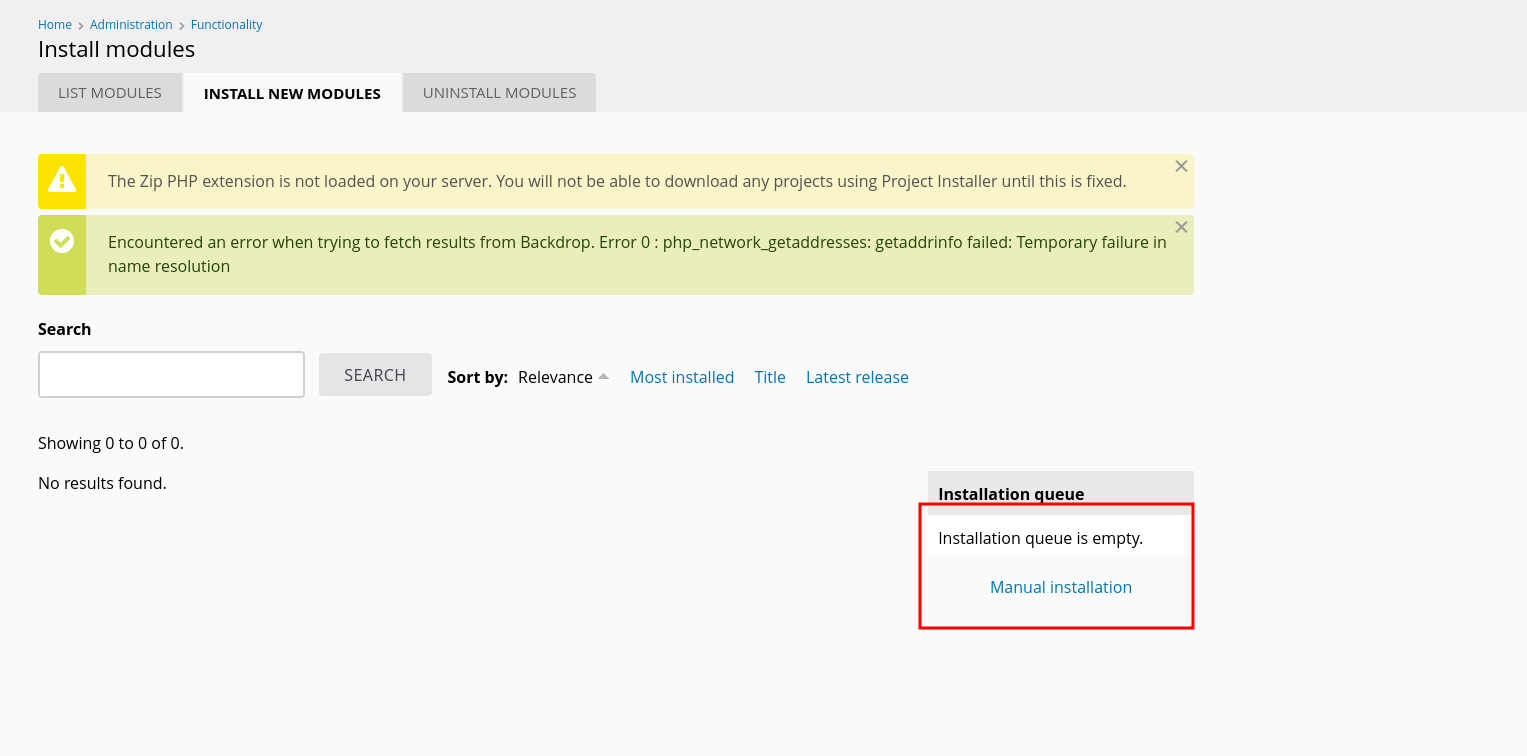 Home > Administration > Functionality
Install modules
LIST MODULES INSTALL NEW MODULES UNINSTALL MODULES
The Zip PHP extension is not loaded on your server. You will not be able to download any projects using Project Installer until this is fixed.
Encountered an error when trying to fetch results from Backdrop. Error 0 : php_network_getaddresses: getaddrinfo failed: Temporary failure in
name resolution
Search
SEARCH Sort by: Relevance Most installed Title Latest release
Showing 0 to 0 of 0.
No results found.
Installation queue
Installation queue is empty.
Manual installation